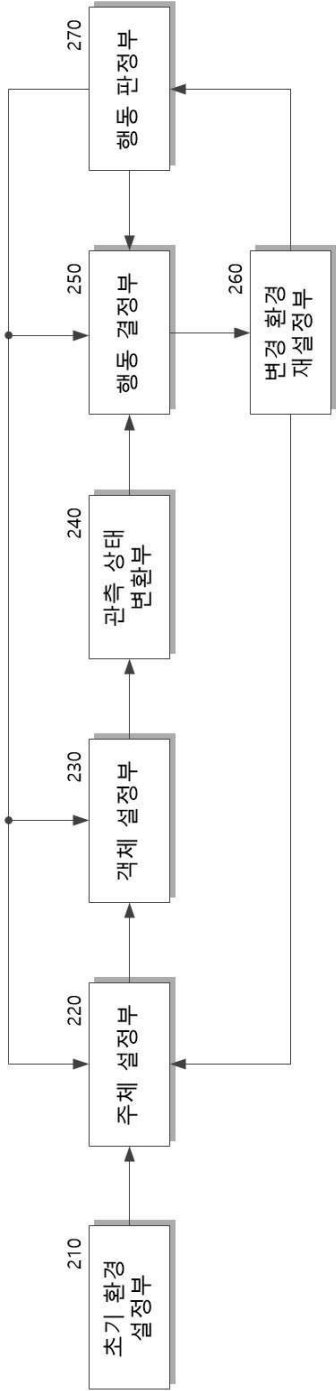 210
초기 환경
설정부
220
주체 설정부
230
객체 설정부
240
관측 상태
변환부
250
행동 결정부
260
변경 환경
재설정부
270
행동 판정부